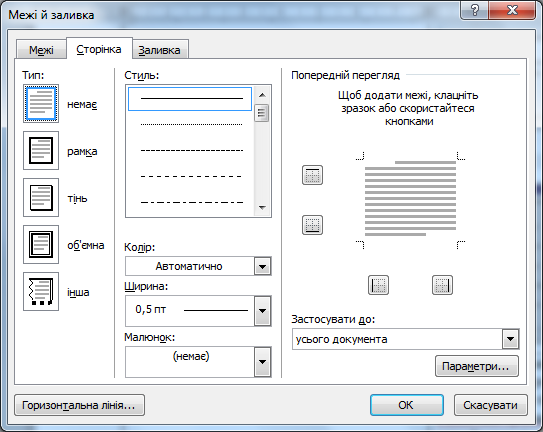 Межі й заливка
Межі
Сторінка
Заливка
Тип:
немає
рамка
тінь
об'ємна
інша
Стиль:
Колір:
Автоматично
Ширина:
0,5 пт
Малюнок:
(немає)
Попередній перегляд
Щоб додати межі, клацніть
зразок або скористайтеся
кнопками
Застосувати до:
усього документа
Параметри...
Горизонтальна лінія...
ОК
Скасувати